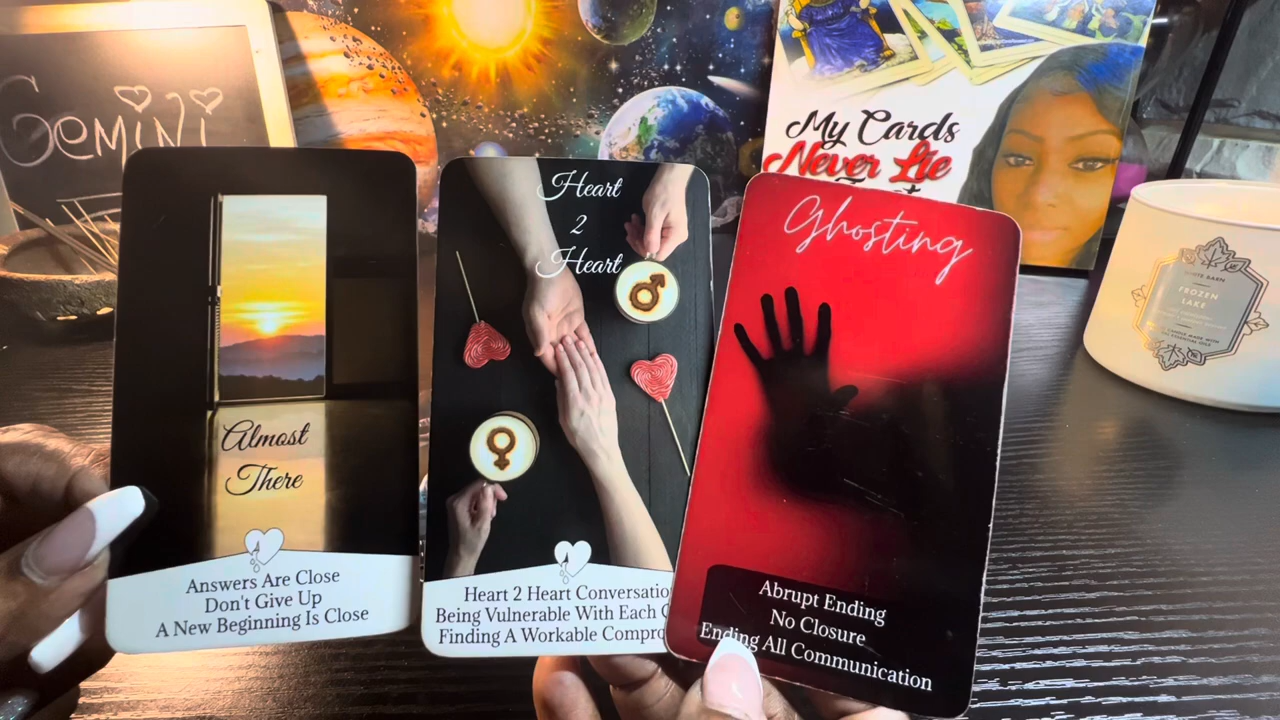 Gemini
My Cards
Never Lie
Almost
There
Answers Are Close
Don't Give Up
A New Beginning Is Close
Heart
2
Heart
Heart 2 Heart
Being Vulnerable With Each
Finding A Workable
Ghosting
Abrupt Ending
No Closure
Ending All Communication
WHITE BARN
FROZEN
LAKE